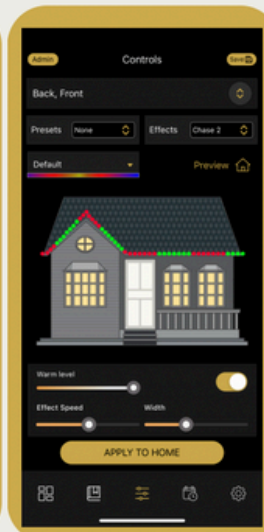 Admin Controls Save
Back, Front
Presets None Effects Chase 2
Default Preview
Warm level
Effect Speed Width
APPLY TO HOME